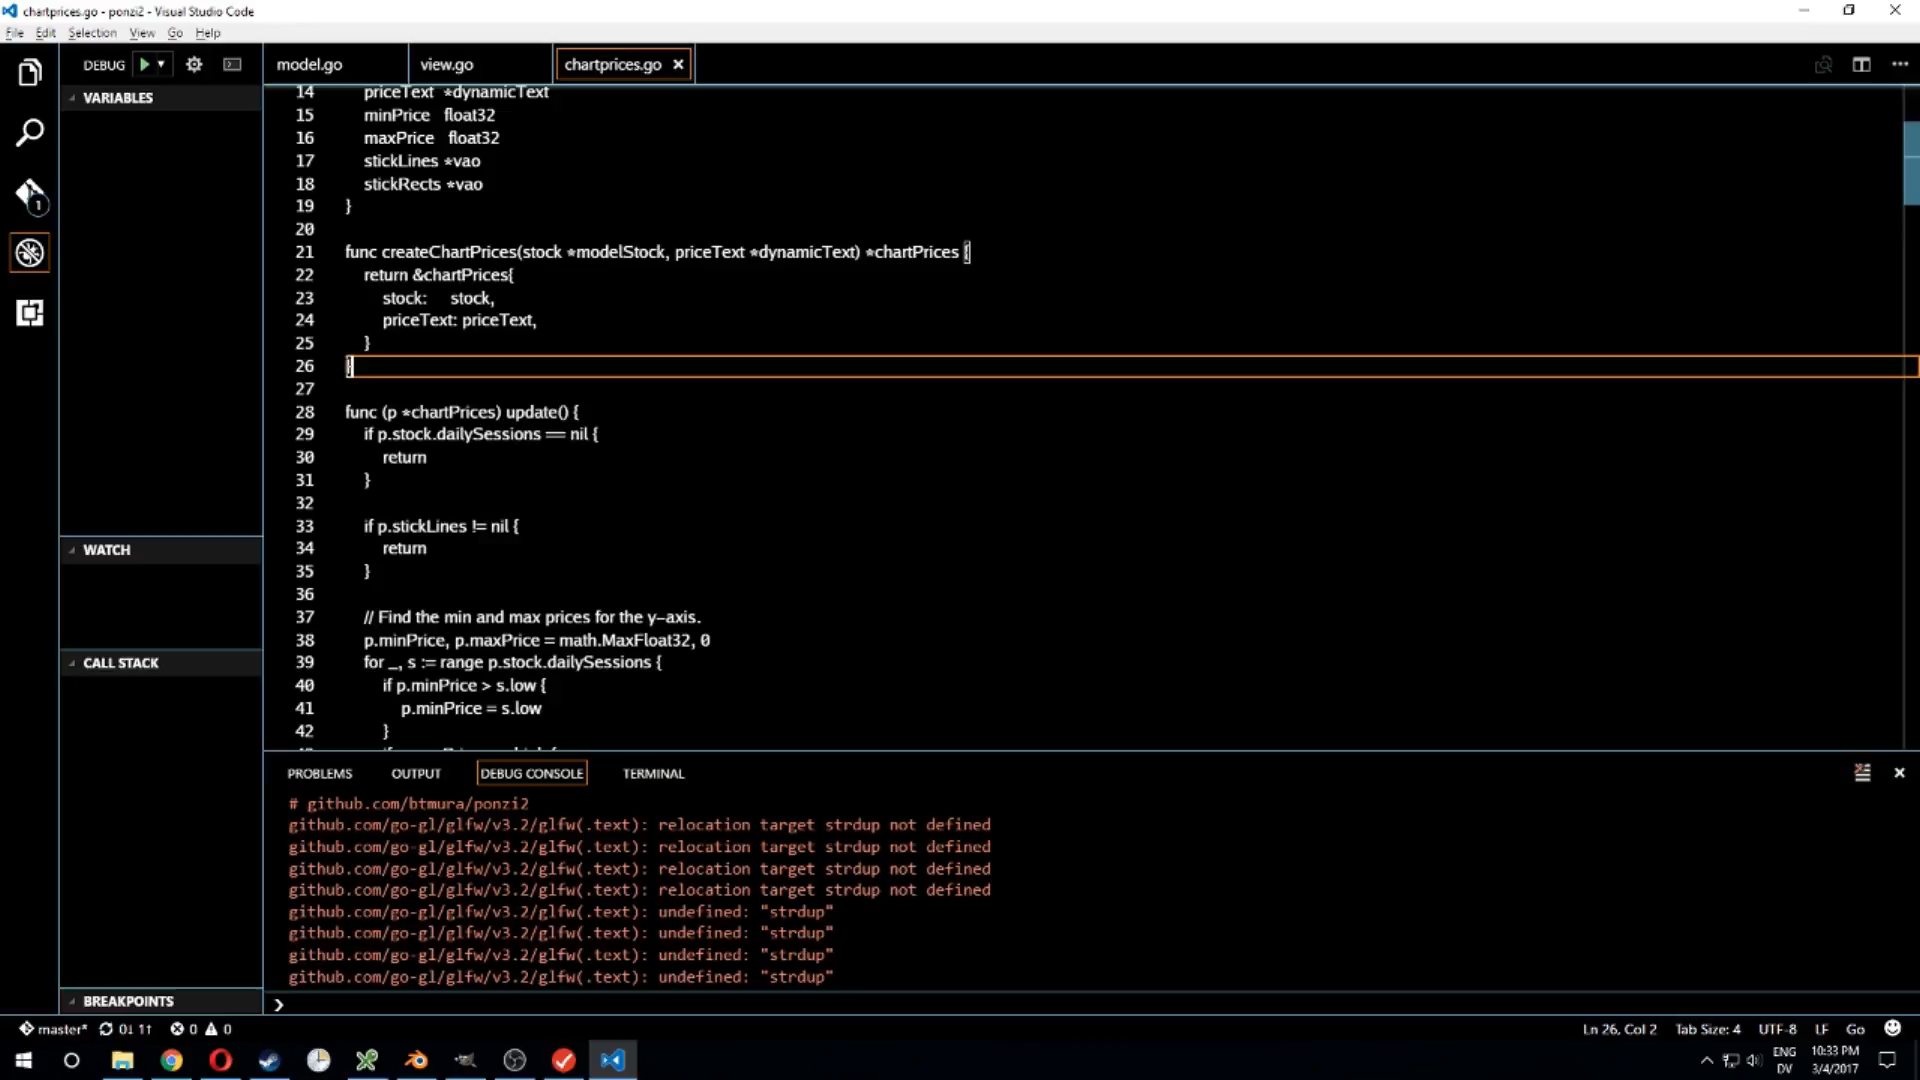 chartprices.go - ponzi2 - Visual Studio Code
File Edit Selection View Go Help
DEBUG
model.go view.go chartprices.go
VARIABLES
14 priceText *dynamicText
15 minPrice float32
16 maxPrice float32
17 stickLines *vao
18 stickRects *vao
19 }
20
21 func createChartPrices(stock *modelStock, priceText *dynamicText) *chartPrices {
22 return &chartPrices{
23 stock: stock,
24 priceText: priceText,
25 }
26 }
27
28 func (p *chartPrices) update() {
29 if p.stock.dailySessions == nil {
30 return
31 }
32
33 if p.stickLines != nil {
34 return
35 }
36
37 // Find the min and max prices for the y-axis.
38 p.minPrice, p.maxPrice = math.MaxFloat32, 0
39 for _, s := range p.stock.dailySessions {
40 if p.minPrice > s.low {
41 p.minPrice = s.low
42 }
WATCH
CALL STACK
BREAKPOINTS
1
PROBLEMS OUTPUT DEBUG CONSOLE TERMINAL
# github.com/btmura/ponzi2
github.com/go-gl/glfw/v3.2/glfw(.text): relocation target strdup not defined
github.com/go-gl/glfw/v3.2/glfw(.text): relocation target strdup not defined
github.com/go-gl/glfw/v3.2/glfw(.text): relocation target strdup not defined
github.com/go-gl/glfw/v3.2/glfw(.text): relocation target strdup not defined
github.com/go-gl/glfw/v3.2/glfw(.text): undefined: "strdup"
github.com/go-gl/glfw/v3.2/glfw(.text): undefined: "strdup"
github.com/go-gl/glfw/v3.2/glfw(.text): undefined: "strdup"
github.com/go-gl/glfw/v3.2/glfw(.text): undefined: "strdup"
master* 0↓ 1↑ 0 0
Ln 26, Col 2 Tab Size: 4 UTF-8 LF Go
ENG 10:33 PM
DV 3/4/2017